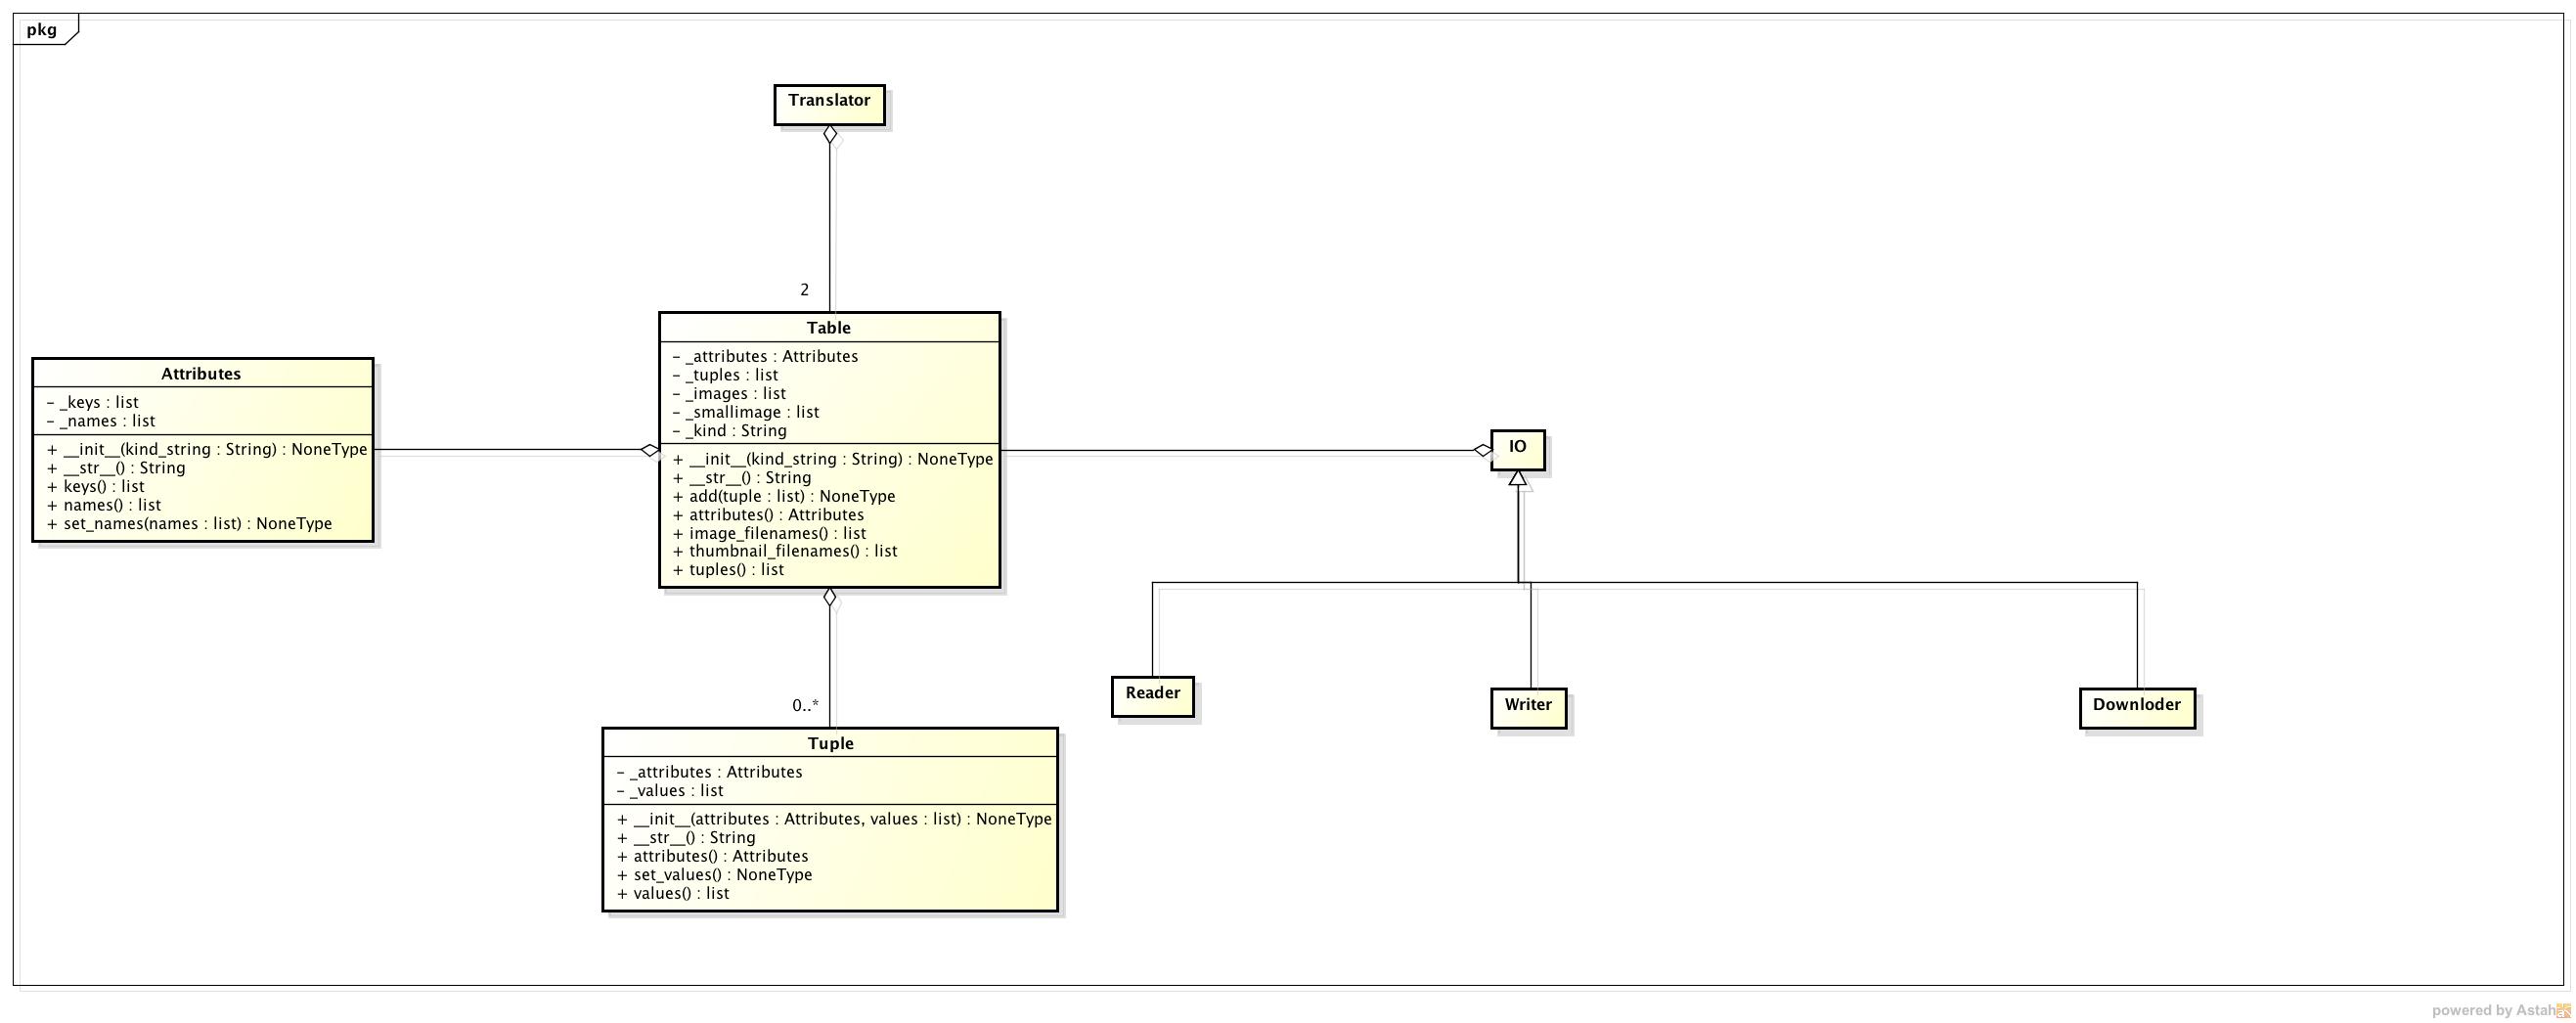 pkg
Translator
2
Table
– _attributes : Attributes
– _tuples : list
– _images : list
– _smallimage : list
– _kind : String
+ __init__(kind_string : String) : NoneType
+ __str__() : String
+ add(tuple : list) : NoneType
+ attributes() : Attributes
+ image_filenames() : list
+ thumbnail_filenames() : list
+ tuples() : list
Attributes
– _keys : list
– _names : list
+ __init__(kind_string : String) : NoneType
+ __str__() : String
+ keys() : list
+ names() : list
+ set_names(names : list) : NoneType
IO
Reader
Writer
Downloder
0..*
Tuple
– _attributes : Attributes
– _values : list
+ __init__(attributes : Attributes, values : list) : NoneType
+ __str__() : String
+ attributes() : Attributes
+ set_values() : NoneType
+ values() : list
powered by Astah